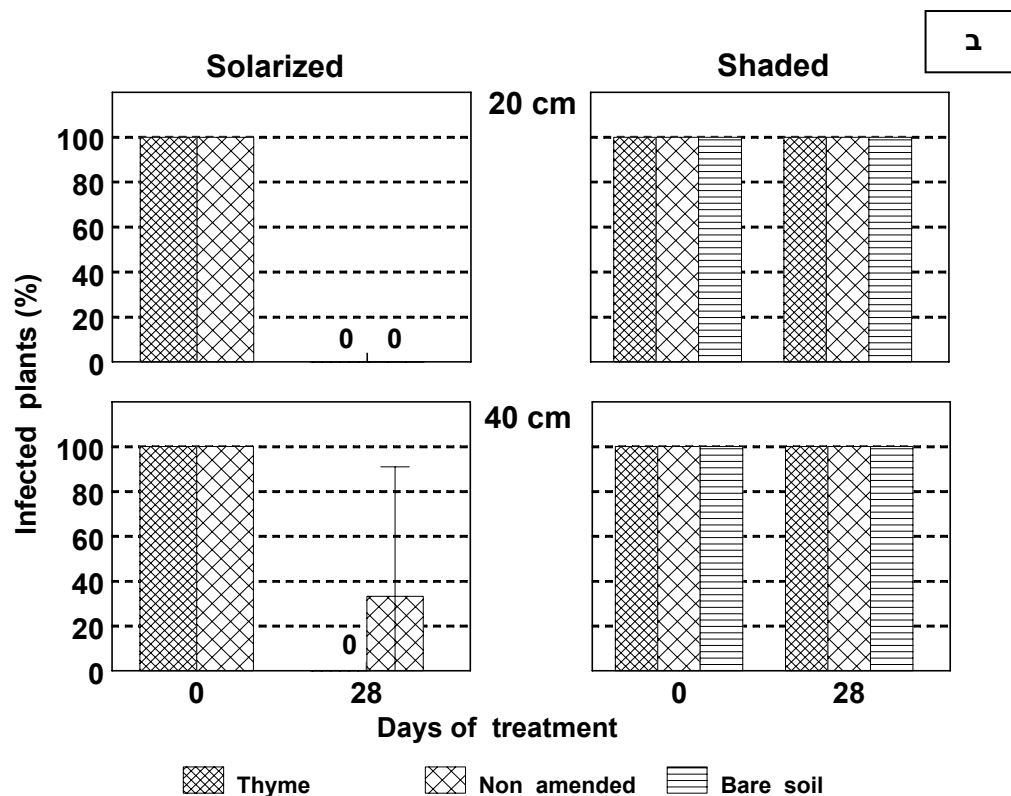 ב
Solarized
Shaded
20 cm
100
80
60
40
20
0
0 0
40 cm
100
80
60
40
20
0
0
0 28
0 28
Infected plants (%)
Days of treatment
Thyme Non amended Bare soil